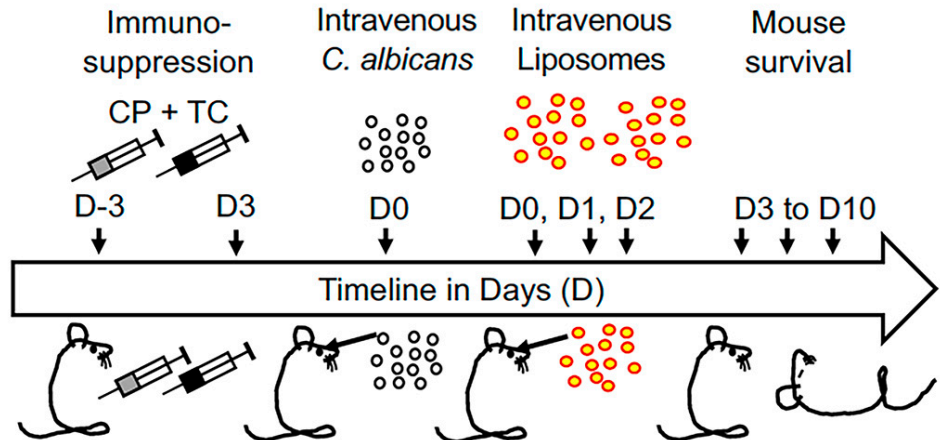 Immuno-
suppression
CP + TC
Intravenous
C. albicans
Intravenous
Liposomes
Mouse
survival
D-3
D3
D0
D0, D1, D2
D3 to D10
Timeline in Days (D)